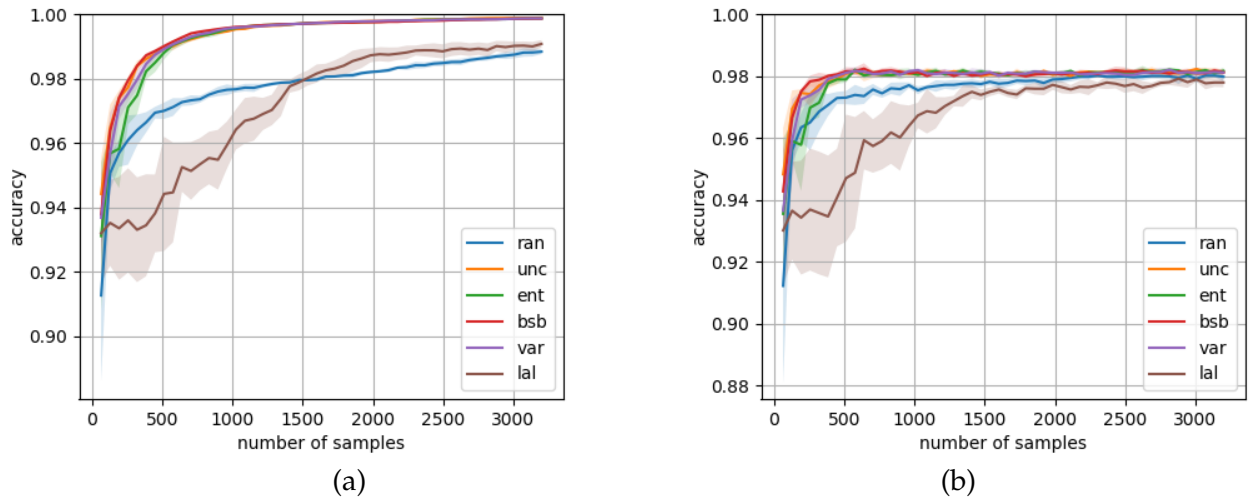 1.00
0.98
0.96
0.94
0.92
0.90
accuracy
0 500 1000 1500 2000 2500 3000
number of samples
ran
unc
ent
bsb
var
lal
(a)
1.00
0.98
0.96
0.94
0.92
0.90
0.88
accuracy
0 500 1000 1500 2000 2500 3000
number of samples
ran
unc
ent
bsb
var
lal
(b)